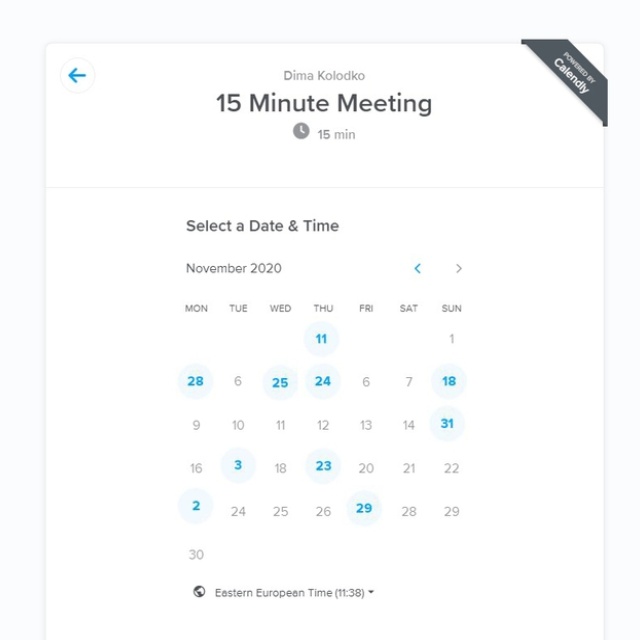 POWERED BY
Calendly
Dima Kolodko
15 Minute Meeting
15 min
Select a Date & Time
November 2020
MON TUE WED THU FRI SAT SUN
11 1
28 6 25 24 6 7 18
9 10 11 12 13 14 31
16 3 18 23 20 21 22
2 24 25 26 29 28 29
30
Eastern European Time (11:38)